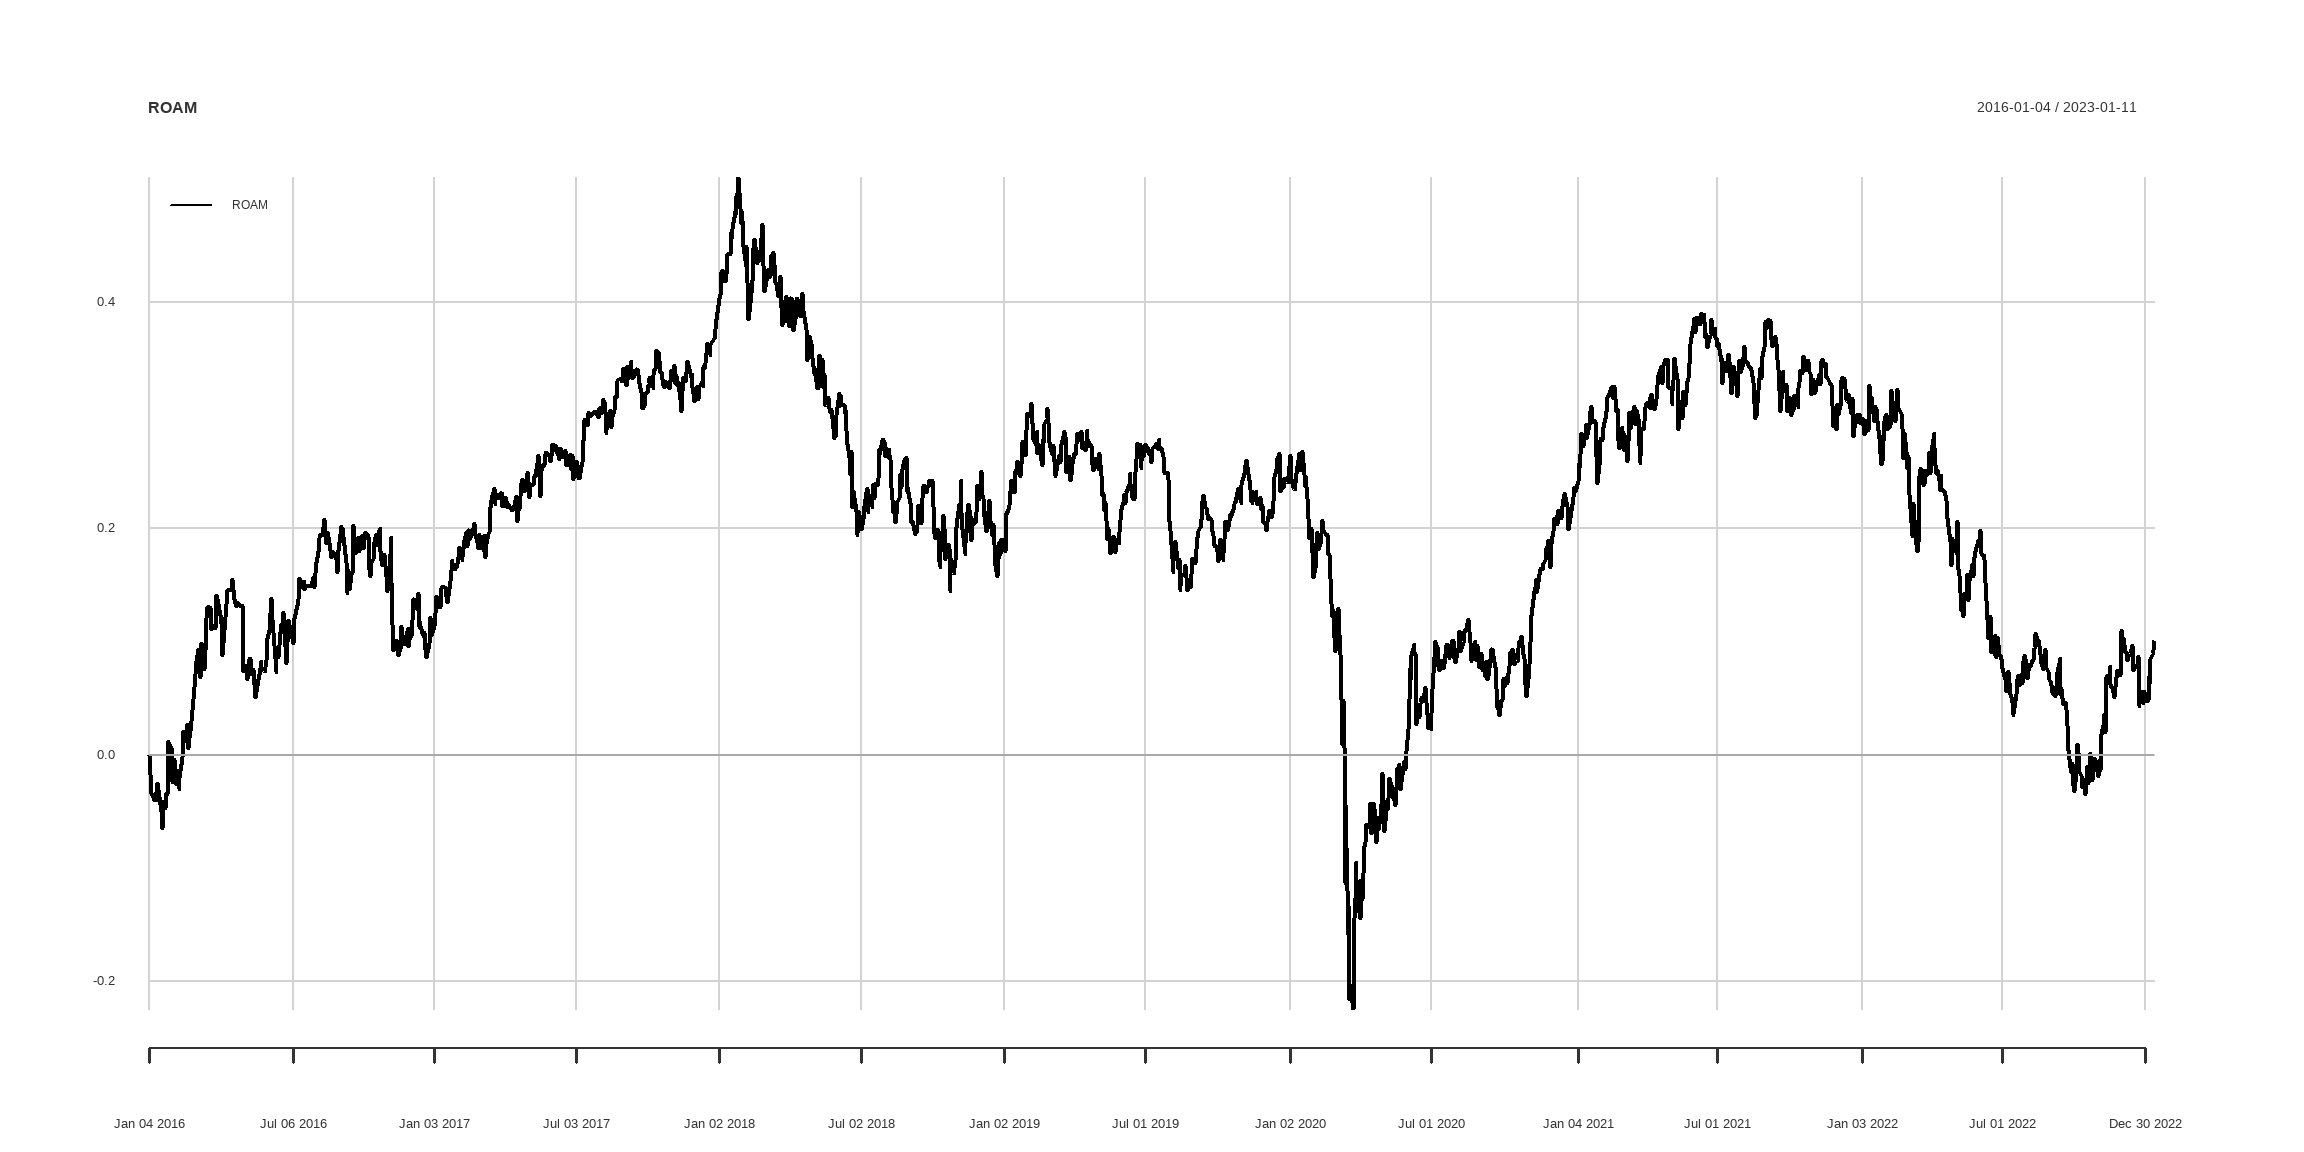 ROAM
2016-01-04 / 2023-01-11
ROAM
0.4
0.2
0.0
-0.2
Jan 04 2016
Jul 06 2016
Jan 03 2017
Jul 03 2017
Jan 02 2018
Jul 02 2018
Jan 02 2019
Jul 01 2019
Jan 02 2020
Jul 01 2020
Jan 04 2021
Jul 01 2021
Jan 03 2022
Jul 01 2022
Dec 30 2022